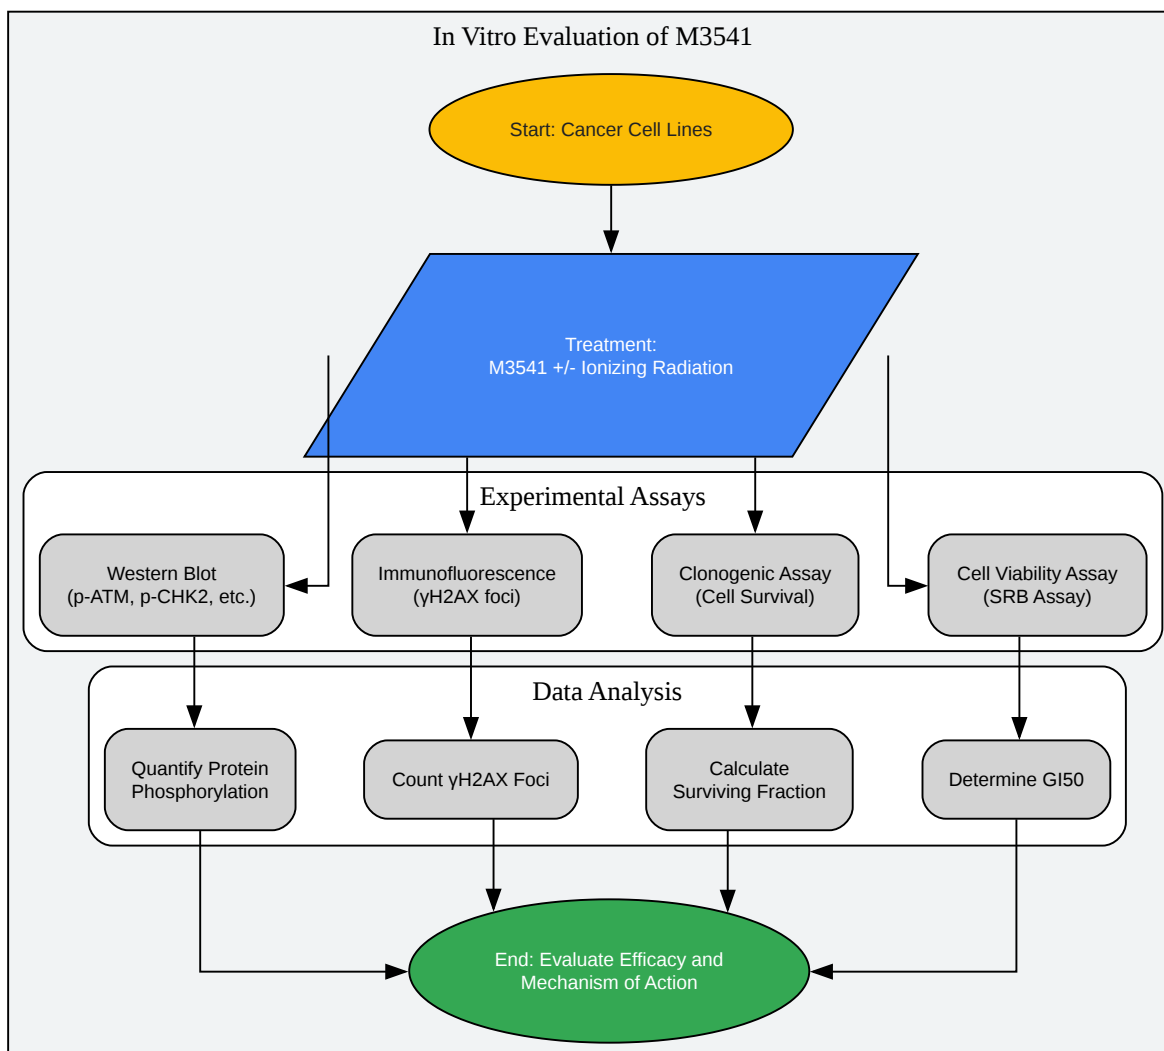 In Vitro Evaluation of M3541
Start: Cancer Cell Lines
Treatment:
M3541 +/- Ionizing Radiation
Experimental Assays
Western Blot
(p-ATM, p-CHK2, etc.)
Immunofluorescence
(γH2AX foci)
Clonogenic Assay
(Cell Survival)
Cell Viability Assay
(SRB Assay)
Data Analysis
Quantify Protein
Phosphorylation
Count γH2AX Foci
Calculate
Surviving Fraction
Determine GI50
End: Evaluate Efficacy and
Mechanism of Action